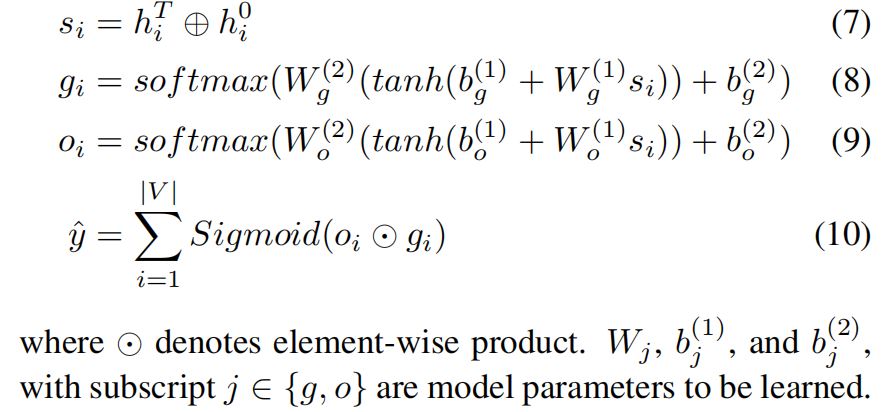 s_i = h_i^T ⊕ h_i^0 (7)
g_i = softmax(W_g^{(2)}(tanh(b_g^{(1)} + W_g^{(1)} s_i)) + b_g^{(2)}) (8)
o_i = softmax(W_o^{(2)}(tanh(b_o^{(1)} + W_o^{(1)} s_i)) + b_o^{(2)}) (9)
ŷ = ∑_{i=1}^{|V|} Sigmoid(o_i ⊙ g_i) (10)
where ⊙ denotes element-wise product. W_j, b_j^{(1)}, and b_j^{(2)},
with subscript j ∈ {g, o} are model parameters to be learned.